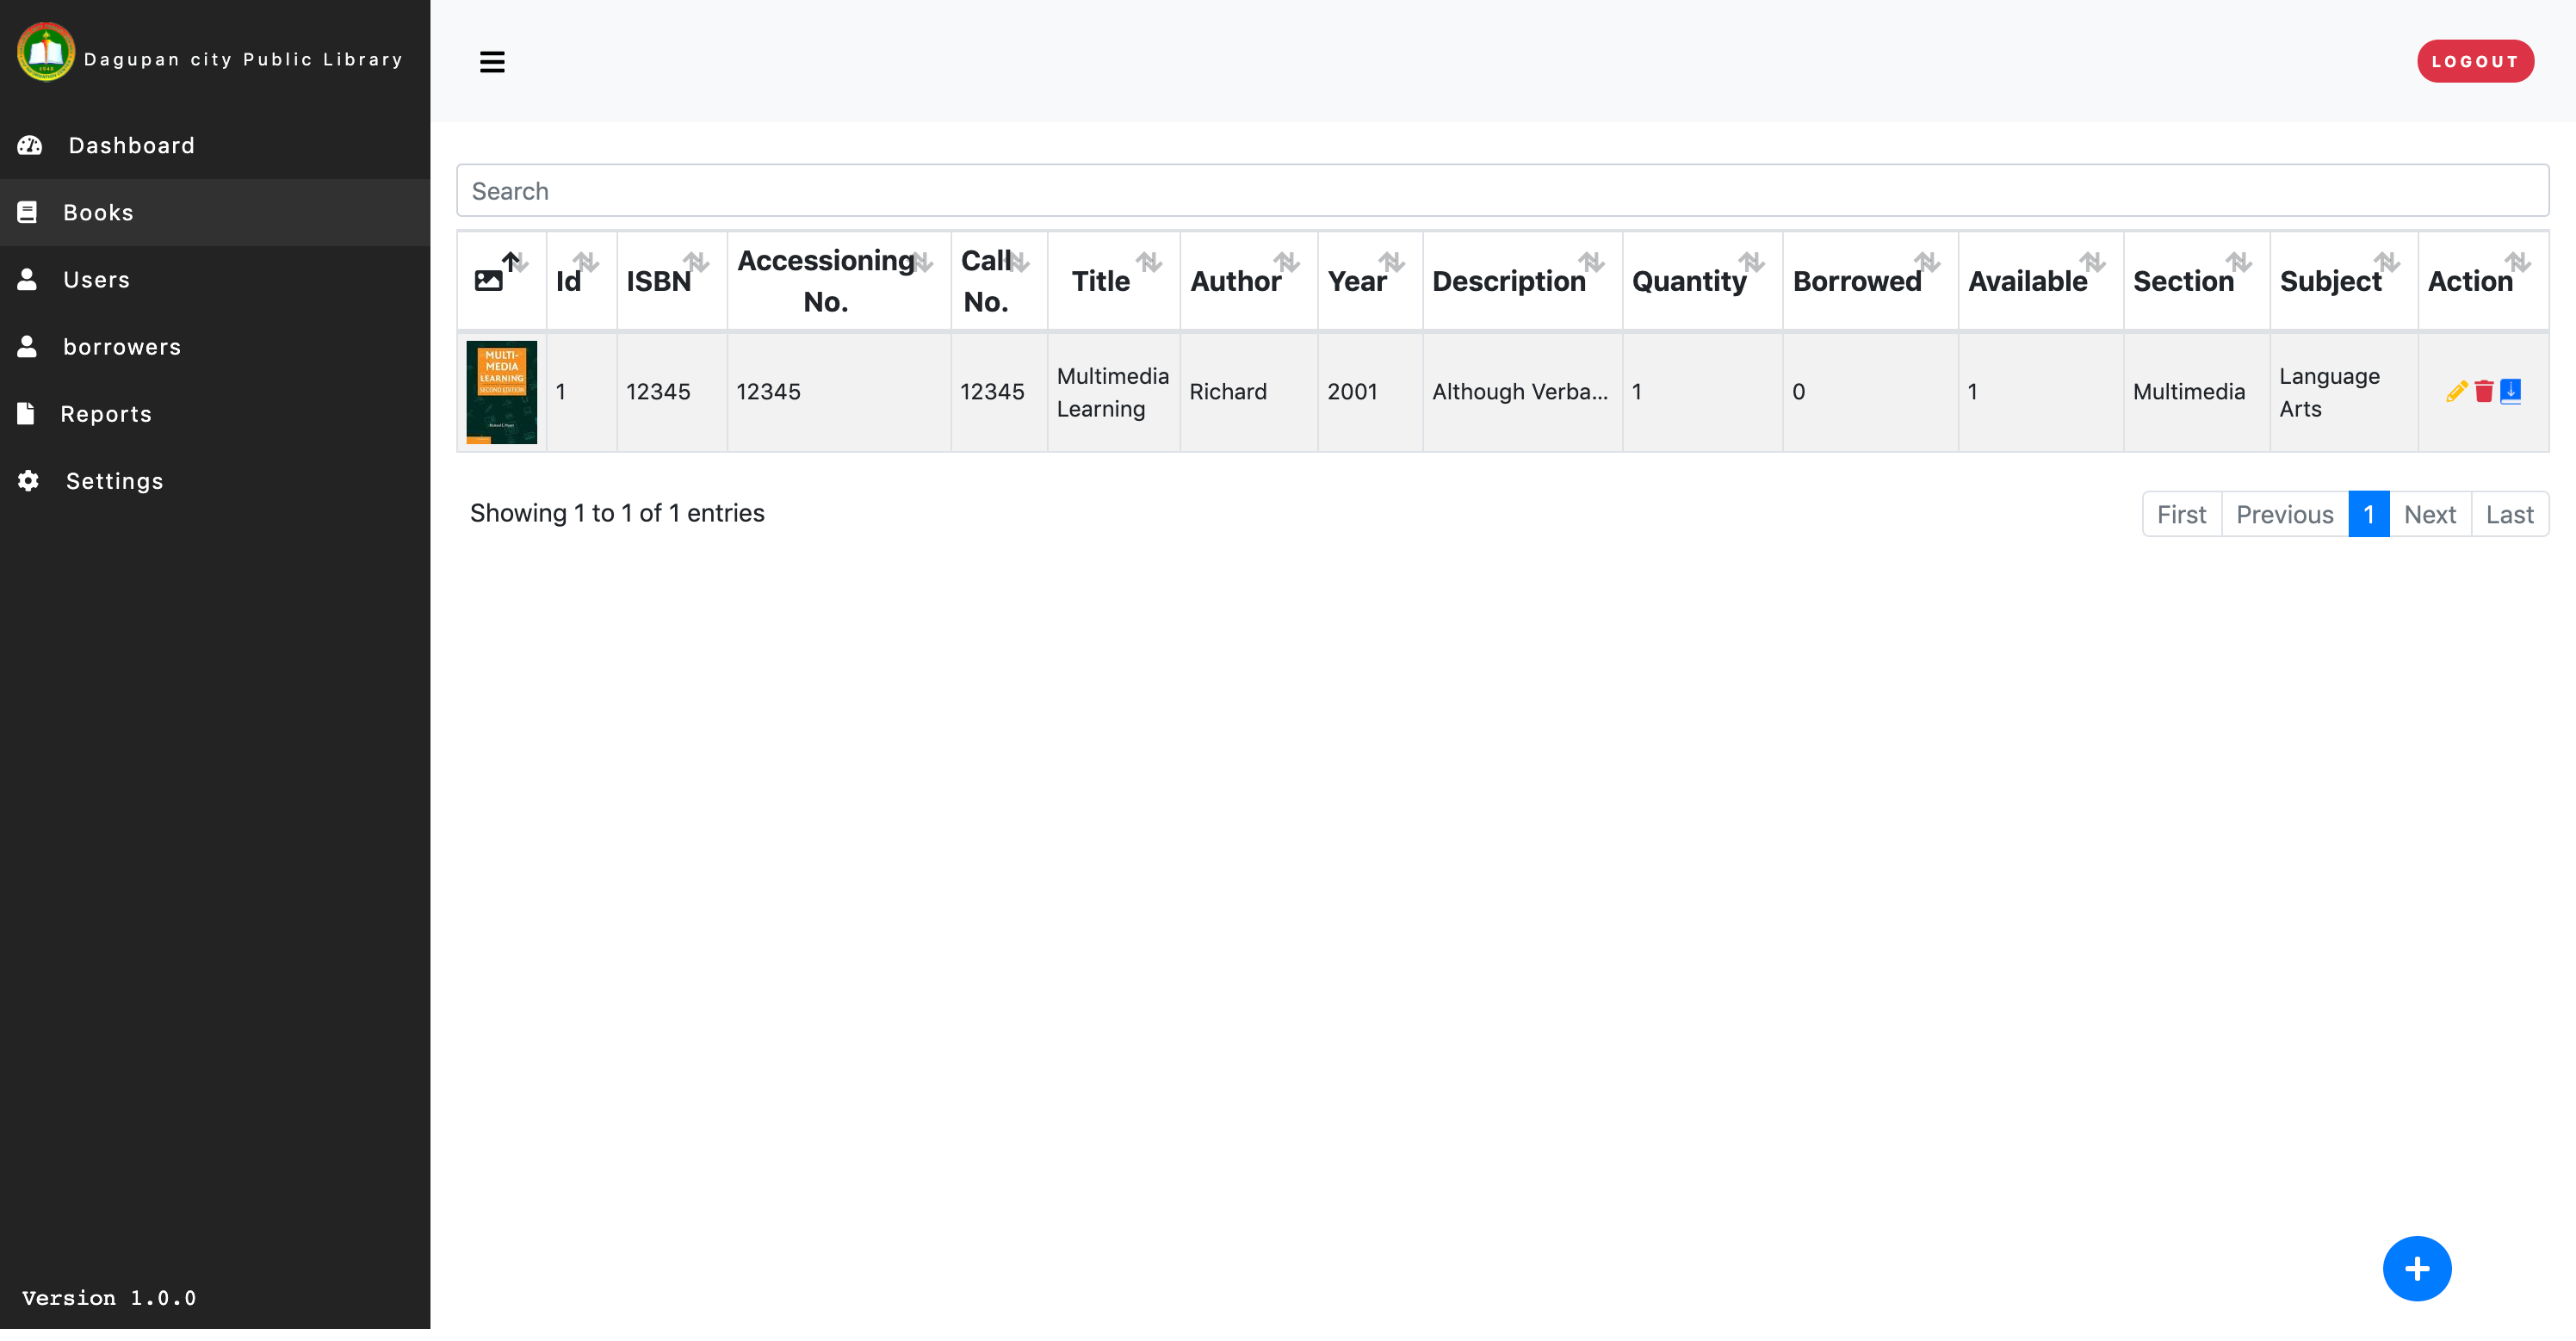 Dagupan city Public Library
LOGOUT
Dashboard
Books
Users
borrowers
Reports
Settings
Version 1.0.0
Search
Id
ISBN
Accessioning
No.
Call
No.
Title
Author
Year
Description
Quantity
Borrowed
Available
Section
Subject
Action
MULTI-
MEDIA
LEARNING
SECOND EDITION
1
12345
12345
12345
Multimedia
Learning
Richard
2001
Although Verba...
1
0
1
Multimedia
Language
Arts
Showing 1 to 1 of 1 entries
First
Previous
1
Next
Last